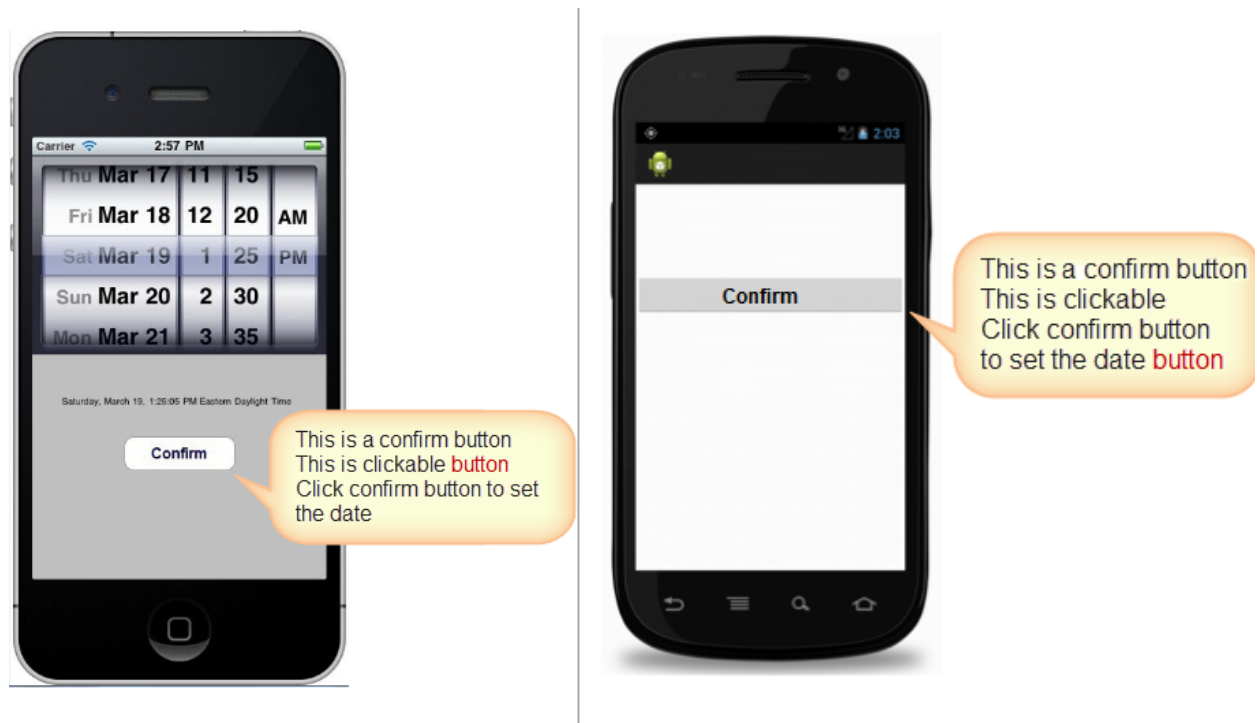 Carrier 2:57 PM
Thu Mar 17 11 15
Fri Mar 18 12 20 AM
Sat Mar 19 1 25 PM
Sun Mar 20 2 30
Mon Mar 21 3 35
Saturday, March 19, 1:25:05 PM Eastern Daylight Time
Confirm
This is a confirm button
This is clickable button
Click confirm button to set
the date
2:03
Confirm
This is a confirm button
This is clickable
Click confirm button
to set the date button